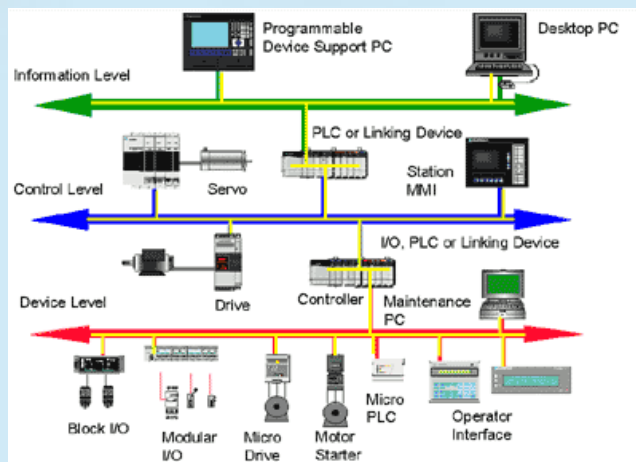 Programmable
Device Support PC
Desktop PC
Information Level
PLC or Linking Device
Servo
Station
MMI
Control Level
I/O, PLC or Linking Device
Drive
Controller
Maintenance
PC
Device Level
Block I/O
Modular
I/O
Micro
Drive
Motor
Starter
Micro
PLC
Operator
Interface